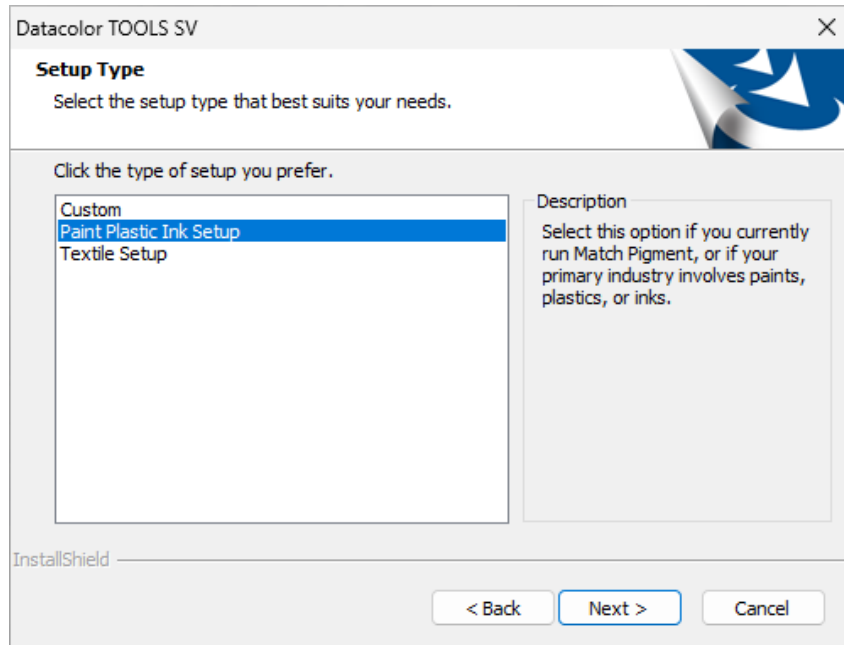 Datacolor TOOLS SV
Setup Type
Select the setup type that best suits your needs.
Click the type of setup you prefer.
Custom
Paint Plastic Ink Setup
Textile Setup
Description
Select this option if you currently
run Match Pigment, or if your
primary industry involves paints,
plastics, or inks.
InstallShield
< Back
Next >
Cancel